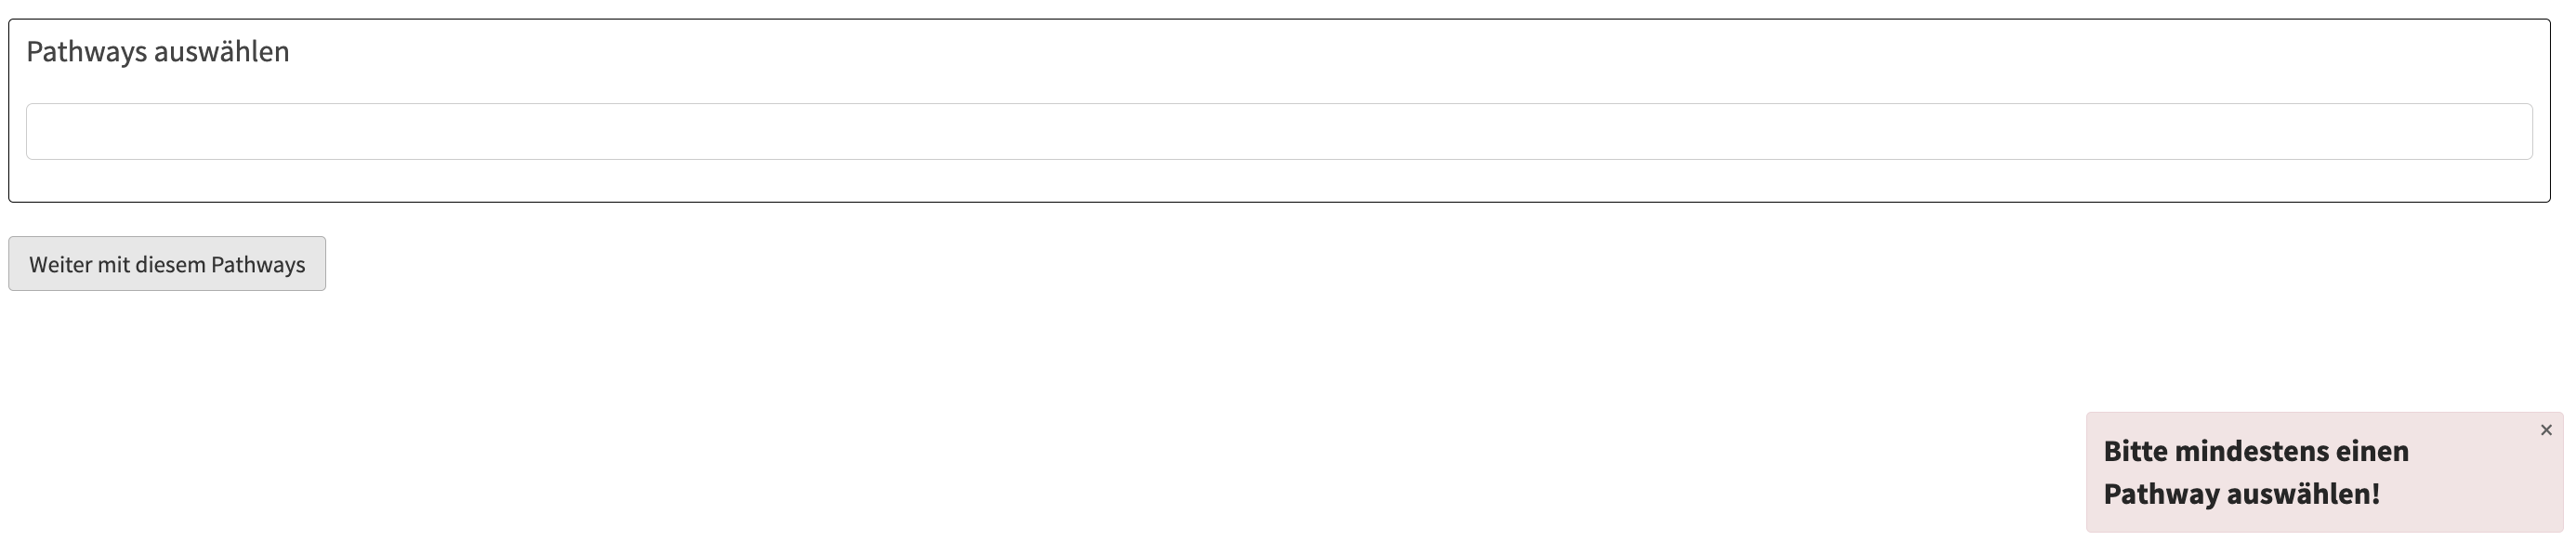 Pathways auswählen
Weiter mit diesem Pathways
×
Bitte mindestens einen
Pathway auswählen!